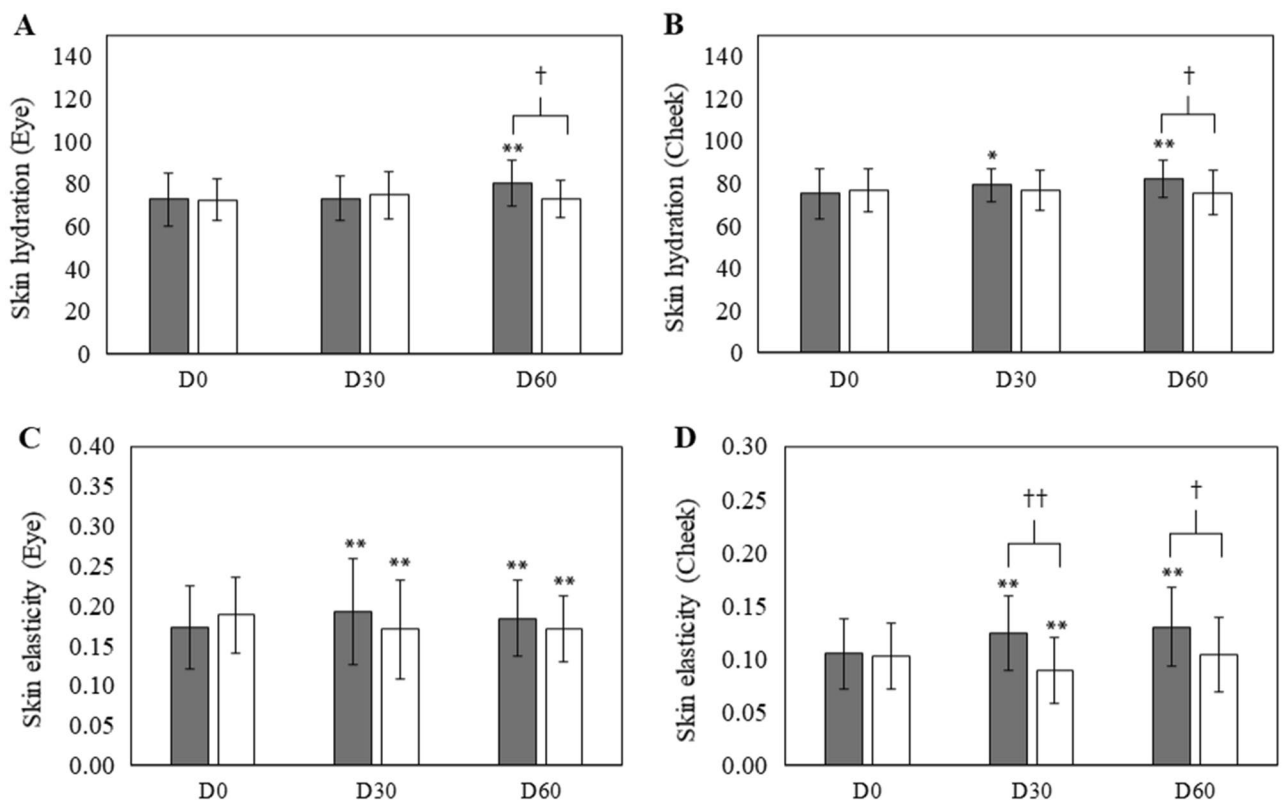 A
Skin hydration (Eye)
140
120
100
80
60
40
20
0
†
**
D0
D30
D60
B
Skin hydration (Cheek)
140
120
100
80
60
40
20
0
*
†
**
D0
D30
D60
C
Skin elasticity (Eye)
0.40
0.35
0.30
0.25
0.20
0.15
0.10
0.05
0.00
**
**
**
**
D0
D30
D60
D
Skin elasticity (Cheek)
0.30
0.25
0.20
0.15
0.10
0.05
0.00
††
**
**
†
**
D0
D30
D60